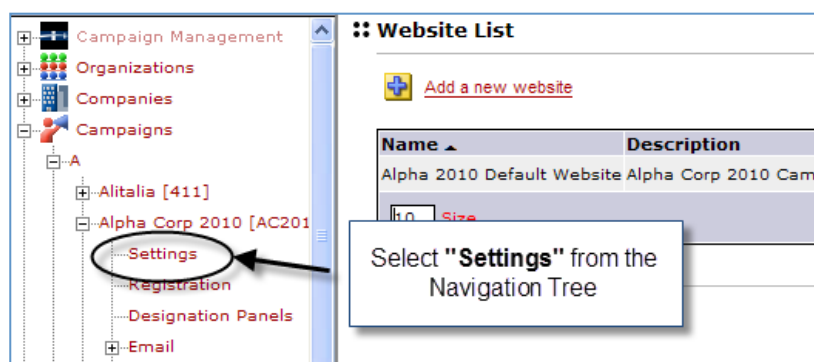 Campaign Management
Organizations
Companies
Campaigns
A
Alitalia [411]
Alpha Corp 2010 [AC201
Settings
Registration
Designation Panels
Email
Website List
Add a new website
Name Description
Alpha 2010 Default Website Alpha Corp 2010 Cam
10 Size
Select "Settings" from the
Navigation Tree